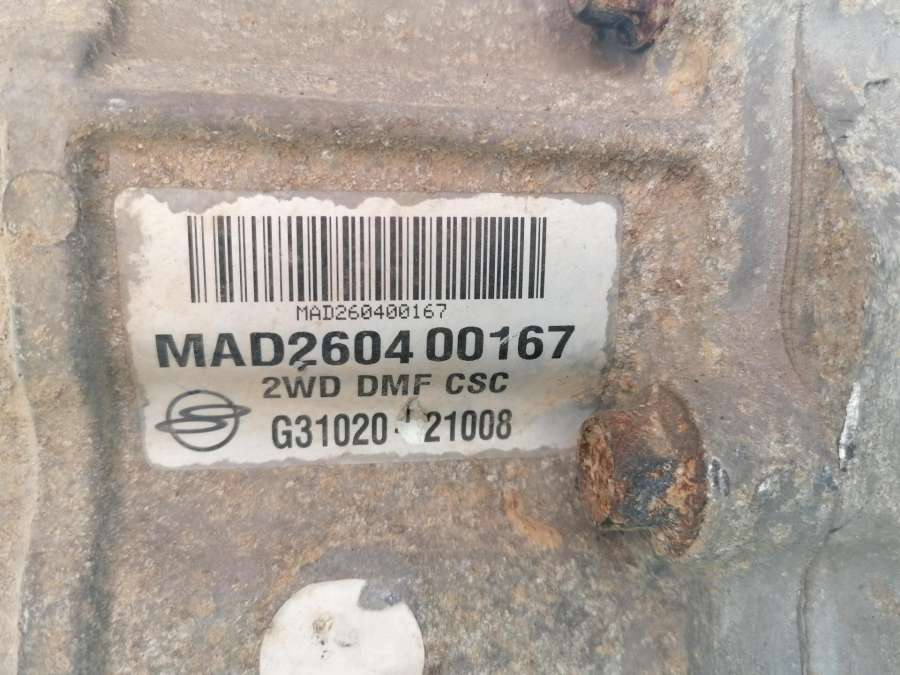 MAD260400167
MAD2604 00167
2WD DMF CSC
G31020-21008